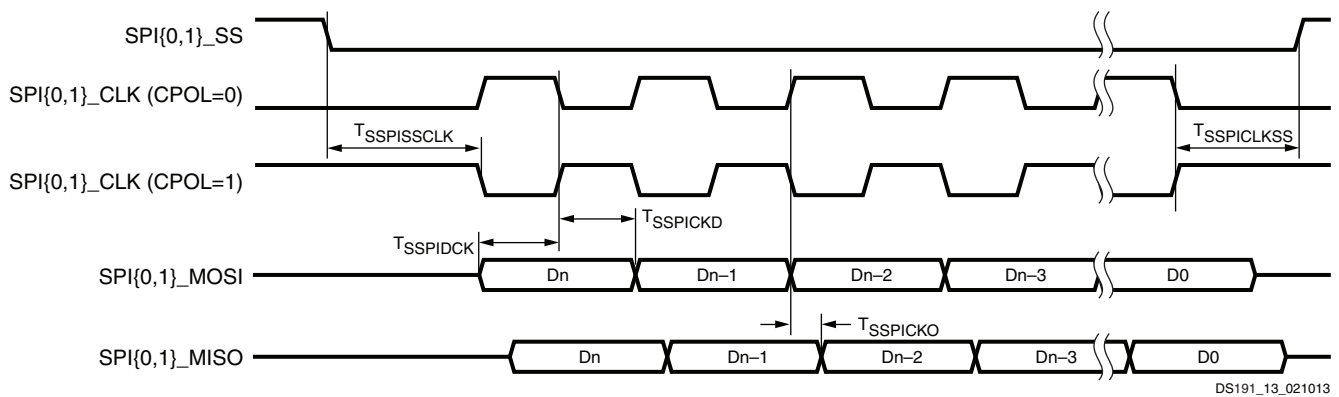 SPI{0,1}_SS
SPI{0,1}_CLK (CPOL=0)
TSSPISSCLK
TSSPICLKSS
SPI{0,1}_CLK (CPOL=1)
TSSPICKD
TSSPIDCK
SPI{0,1}_MOSI Dn Dn–1 Dn–2 Dn–3 D0
TSSPICKO
SPI{0,1}_MISO Dn Dn–1 Dn–2 Dn–3 D0
DS191_13_021013